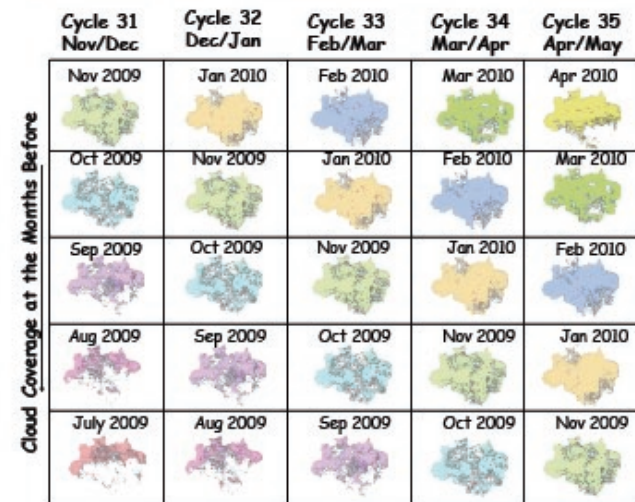 Cycle 31 Cycle 32 Cycle 33 Cycle 34 Cycle 35
Nov/Dec Dec/Jan Feb/Mar Mar/Apr Apr/May
Cloud Coverage at the Months Before
Nov 2009 Jan 2010 Feb 2010 Mar 2010 Apr 2010
Oct 2009 Nov 2009 Jan 2010 Feb 2010 Mar 2010
Sep 2009 Oct 2009 Nov 2009 Jan 2010 Feb 2010
Aug 2009 Sep 2009 Oct 2009 Nov 2009 Jan 2010
July 2009 Aug 2009 Sep 2009 Oct 2009 Nov 2009